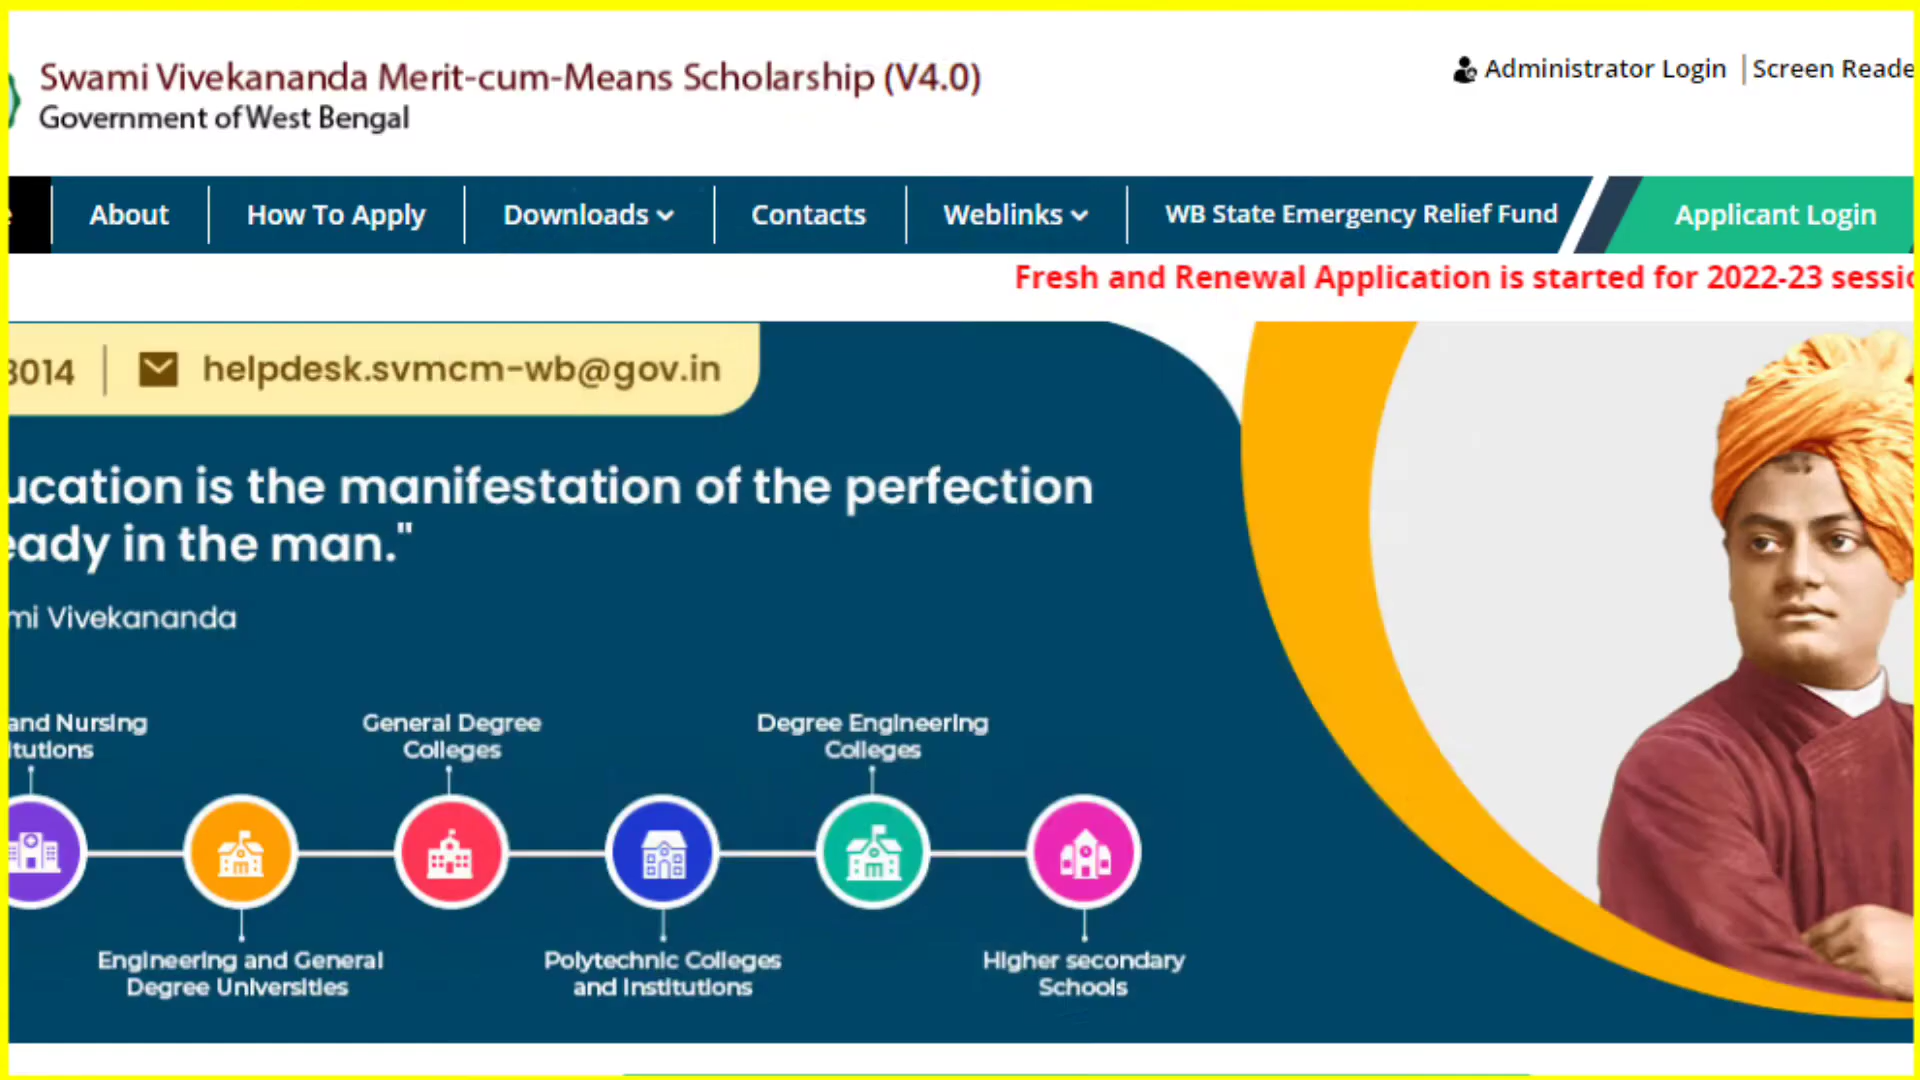 Swami Vivekananda Merit-cum-Means Scholarship (V4.0)
Government of West Bengal
Administrator Login | Screen Reade
About
How To Apply
Downloads
Contacts
Weblinks
WB State Emergency Relief Fund
Applicant Login
Fresh and Renewal Application is started for 2022-23 sessio
3014 | helpdesk.svmcm-wb@gov.in
ucation is the manifestation of the perfection
eady in the man."
mi Vivekananda
and Nursing
itutions
General Degree
Colleges
Degree Engineering
Colleges
Engineering and General
Degree Universities
Polytechnic Colleges
and Institutions
Higher secondary
Schools